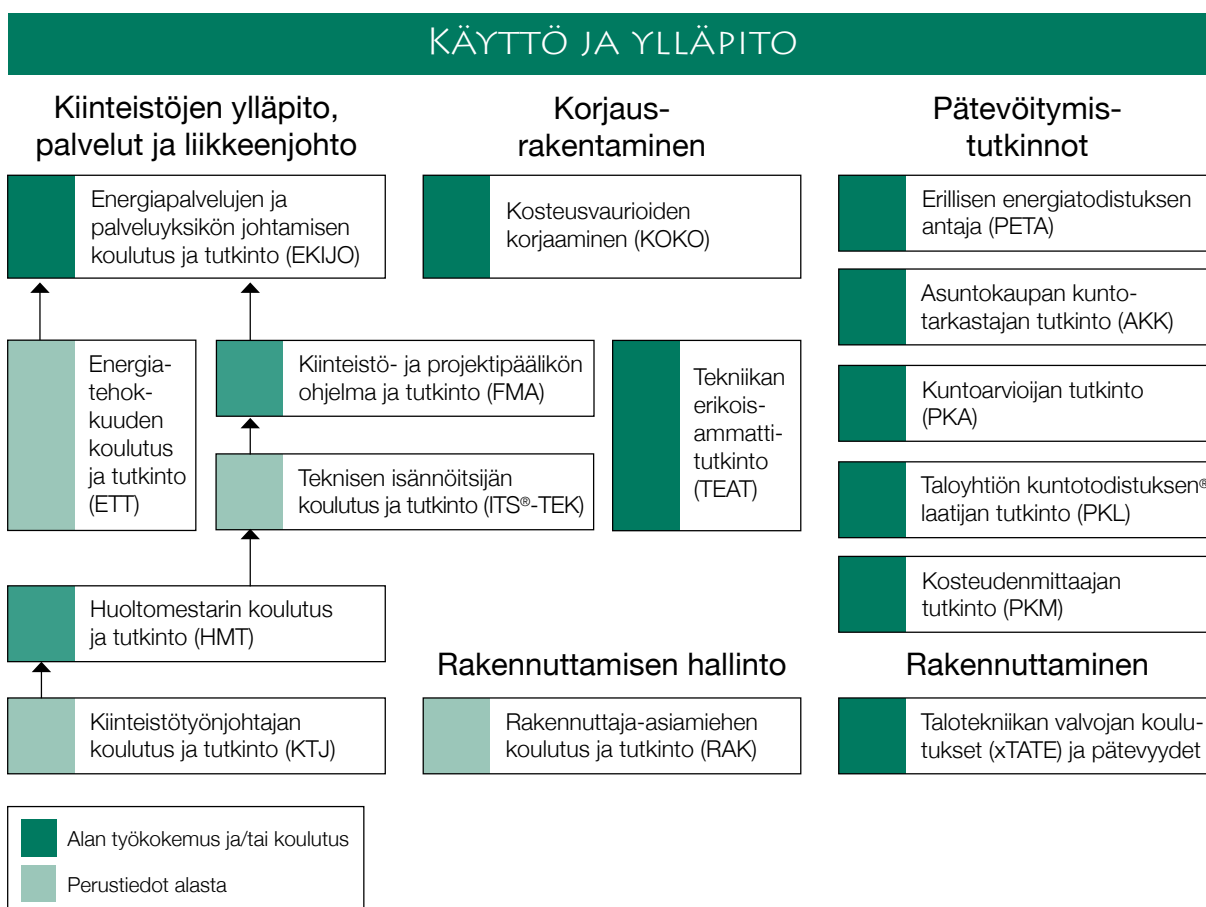 KÄYTTÖ JA YLLÄPITO
Kiinteistöjen ylläpito,
palvelut ja liikkeenjohto
Energiapalvelujen ja
palveluyksikön johtamisen
koulutus ja tutkinto (EKIJO)
Energia-
tehok-
kuuden
koulutus
ja tutkinto
(ETT)
Kiinteistö- ja projektipäälikön
ohjelma ja tutkinto (FMA)
Teknisen isännöitsijän
koulutus ja tutkinto (ITS®-TEK)
Huoltomestarin koulutus
ja tutkinto (HMT)
Kiinteistötyönjohtajan
koulutus ja tutkinto (KTJ)
Korjaus-
rakentaminen
Kosteusvaurioiden
korjaaminen (KOKO)
Tekniikan
erikois-
ammatti-
tutkinto
(TEAT)
Rakennuttamisen hallinto
Rakennuttaja-asiamiehen
koulutus ja tutkinto (RAK)
Pätevöitymis-
tutkinnot
Erillisen energiatodistuksen
antaja (PETA)
Asuntokaupan kunto-
tarkastajan tutkinto (AKK)
Kuntoarvioijan tutkinto
(PKA)
Taloyhtiön kuntotodistuksen®
laatijan tutkinto (PKL)
Kosteudenmittaajan
tutkinto (PKM)
Rakennuttaminen
Talotekniikan valvojan koulu-
tukset (xTATE) ja pätevyydet
Alan työkokemus ja/tai koulutus
Perustiedot alasta